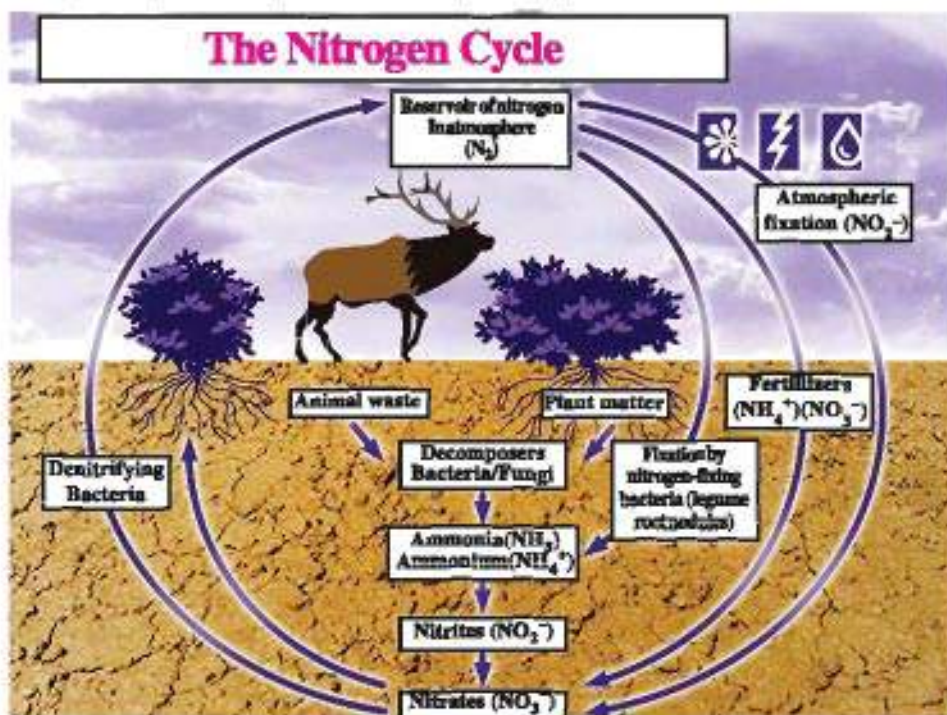 The Nitrogen Cycle
Reservoir of nitrogen
In atmosphere
(N₂)
Atmospheric
fixation (NO₂⁻)
Animal waste
Plant matter
Fertilizers
(NH₄⁺)(NO₃⁻)
Denitrifying
Bacteria
Decomposers
Bacteria/Fungi
Fixation by
nitrogen-fixing
bacteria (legume
root nodules)
Ammonia(NH₃)
Ammonium(NH₄⁺)
Nitrites (NO₂⁻)
Nitrates (NO₃⁻)